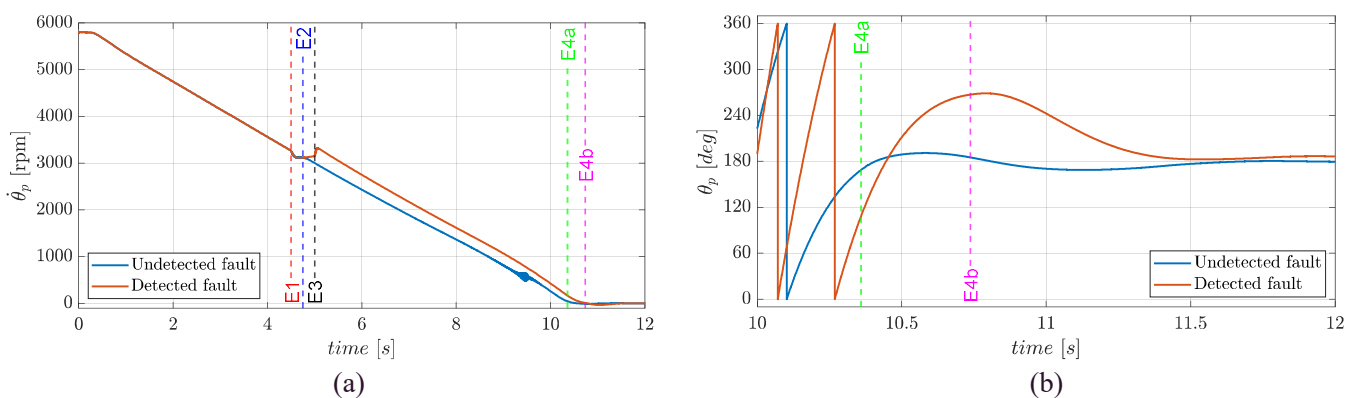 6000
5000
4000
3000
2000
1000
0
θ̇p [rpm]
E1
E2
E3
E4a
E4b
Undetected fault
Detected fault
0 2 4 6 8 10 12
time [s]
(a)
360
300
240
180
120
60
0
θp [deg]
E4a
E4b
Undetected fault
Detected fault
10 10.5 11 11.5 12
time [s]
(b)